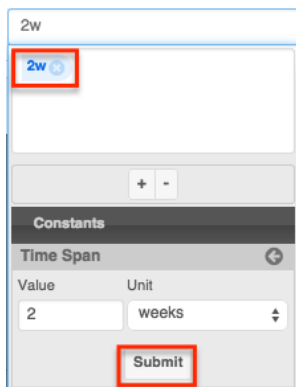 2w
2w
+ -
Constants
Time Span
Value Unit
2 weeks
Submit